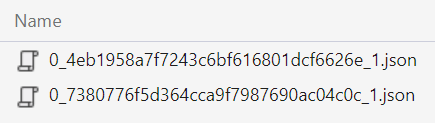 Name
0_4eb1958a7f7243c6bf616801dcf6626e_1.json
0_7380776f5d364cca9f7987690ac04c0c_1.json